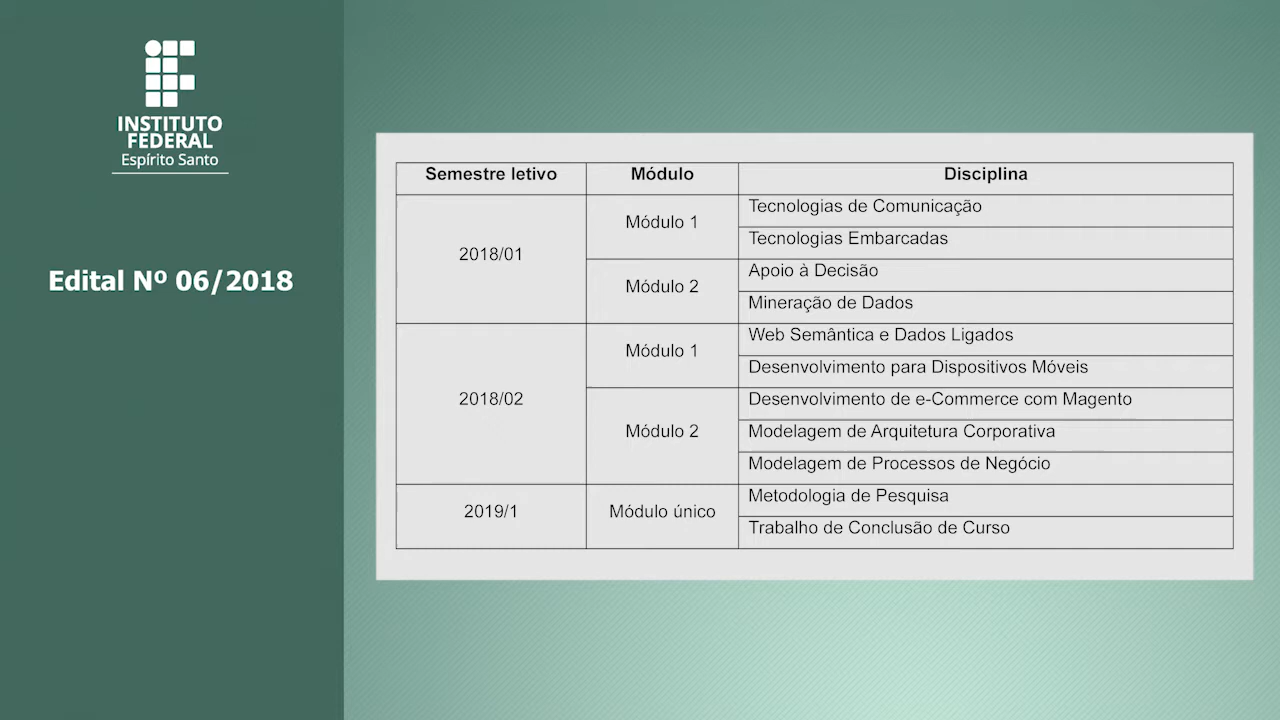 INSTITUTO
FEDERAL
Espírito Santo
Edital Nº 06/2018
Semestre letivo Módulo Disciplina
2018/01 Módulo 1 Tecnologias de Comunicação
Tecnologias Embarcadas
Módulo 2 Apoio à Decisão
Mineração de Dados
2018/02 Módulo 1 Web Semântica e Dados Ligados
Desenvolvimento para Dispositivos Móveis
Módulo 2 Desenvolvimento de e-Commerce com Magento
Modelagem de Arquitetura Corporativa
Modelagem de Processos de Negócio
2019/1 Módulo único Metodologia de Pesquisa
Trabalho de Conclusão de Curso